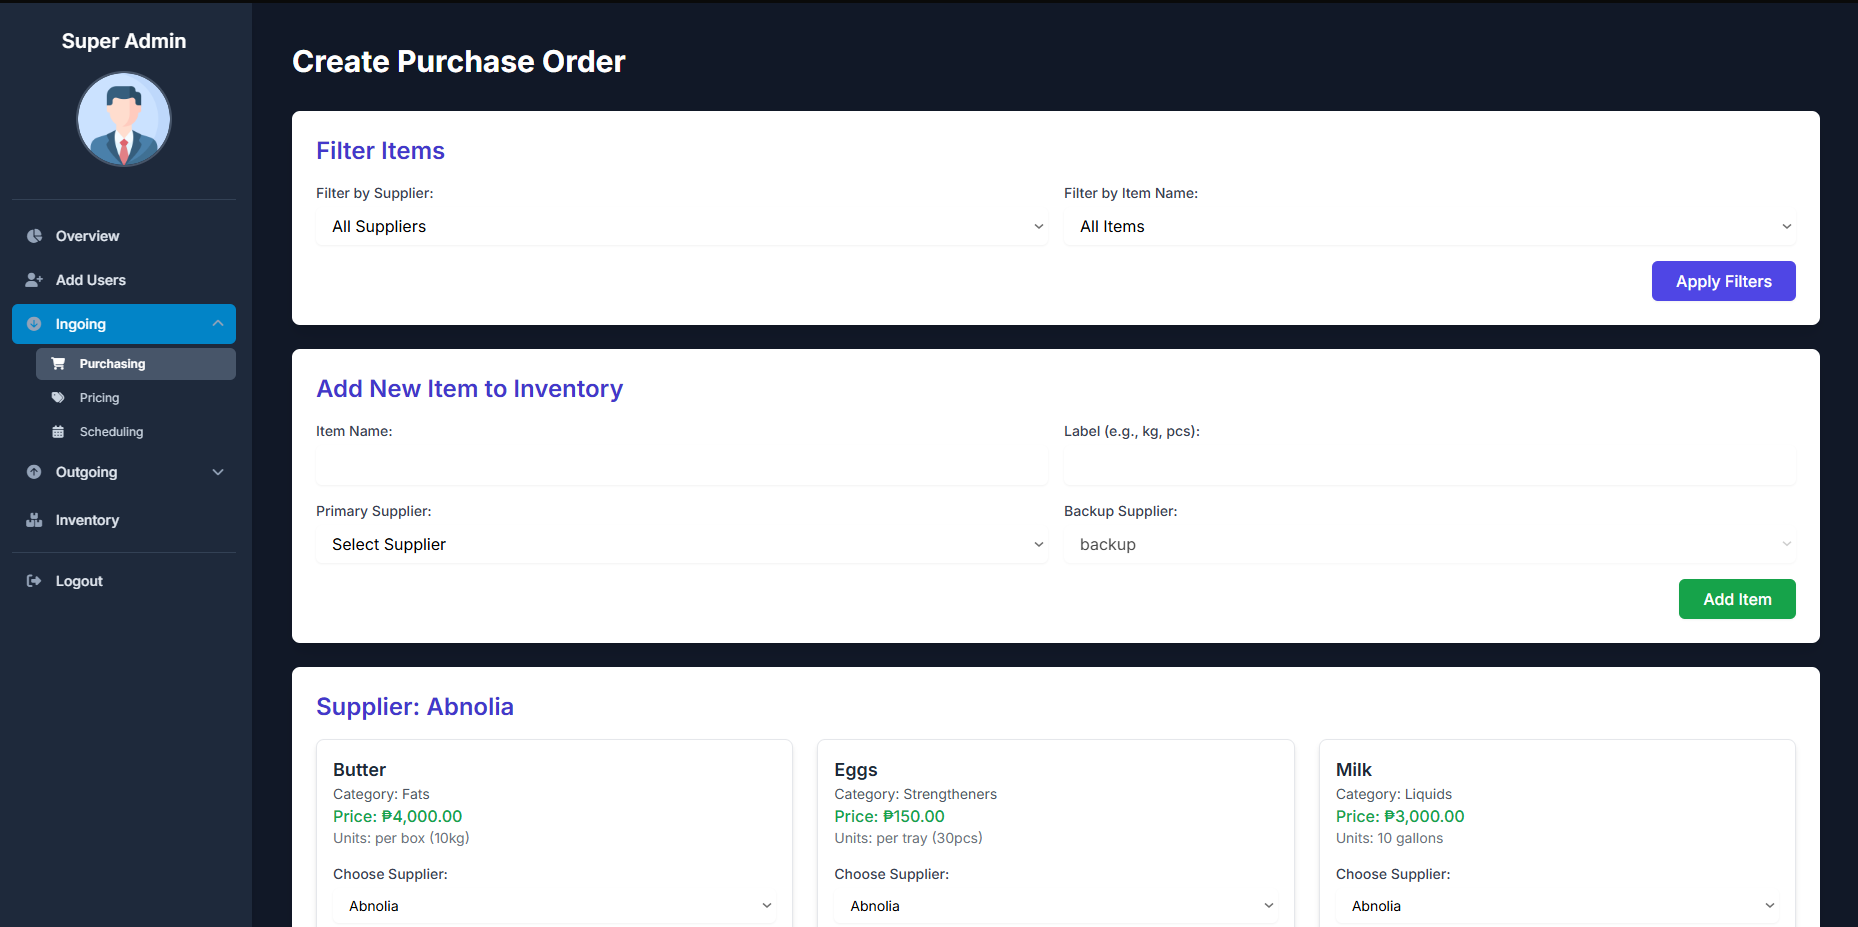 Super Admin
Overview
Add Users
Ingoing
Purchasing
Pricing
Scheduling
Outgoing
Inventory
Logout
Create Purchase Order
Filter Items
Filter by Supplier:
All Suppliers
Filter by Item Name:
All Items
Apply Filters
Add New Item to Inventory
Item Name:
Label (e.g., kg, pcs):
Primary Supplier:
Select Supplier
Backup Supplier:
backup
Add Item
Supplier: Abnolia
Butter
Category: Fats
Price: ₱4,000.00
Units: per box (10kg)
Choose Supplier:
Abnolia
Eggs
Category: Strengtheners
Price: ₱150.00
Units: per tray (30pcs)
Choose Supplier:
Abnolia
Milk
Category: Liquids
Price: ₱3,000.00
Units: 10 gallons
Choose Supplier:
Abnolia